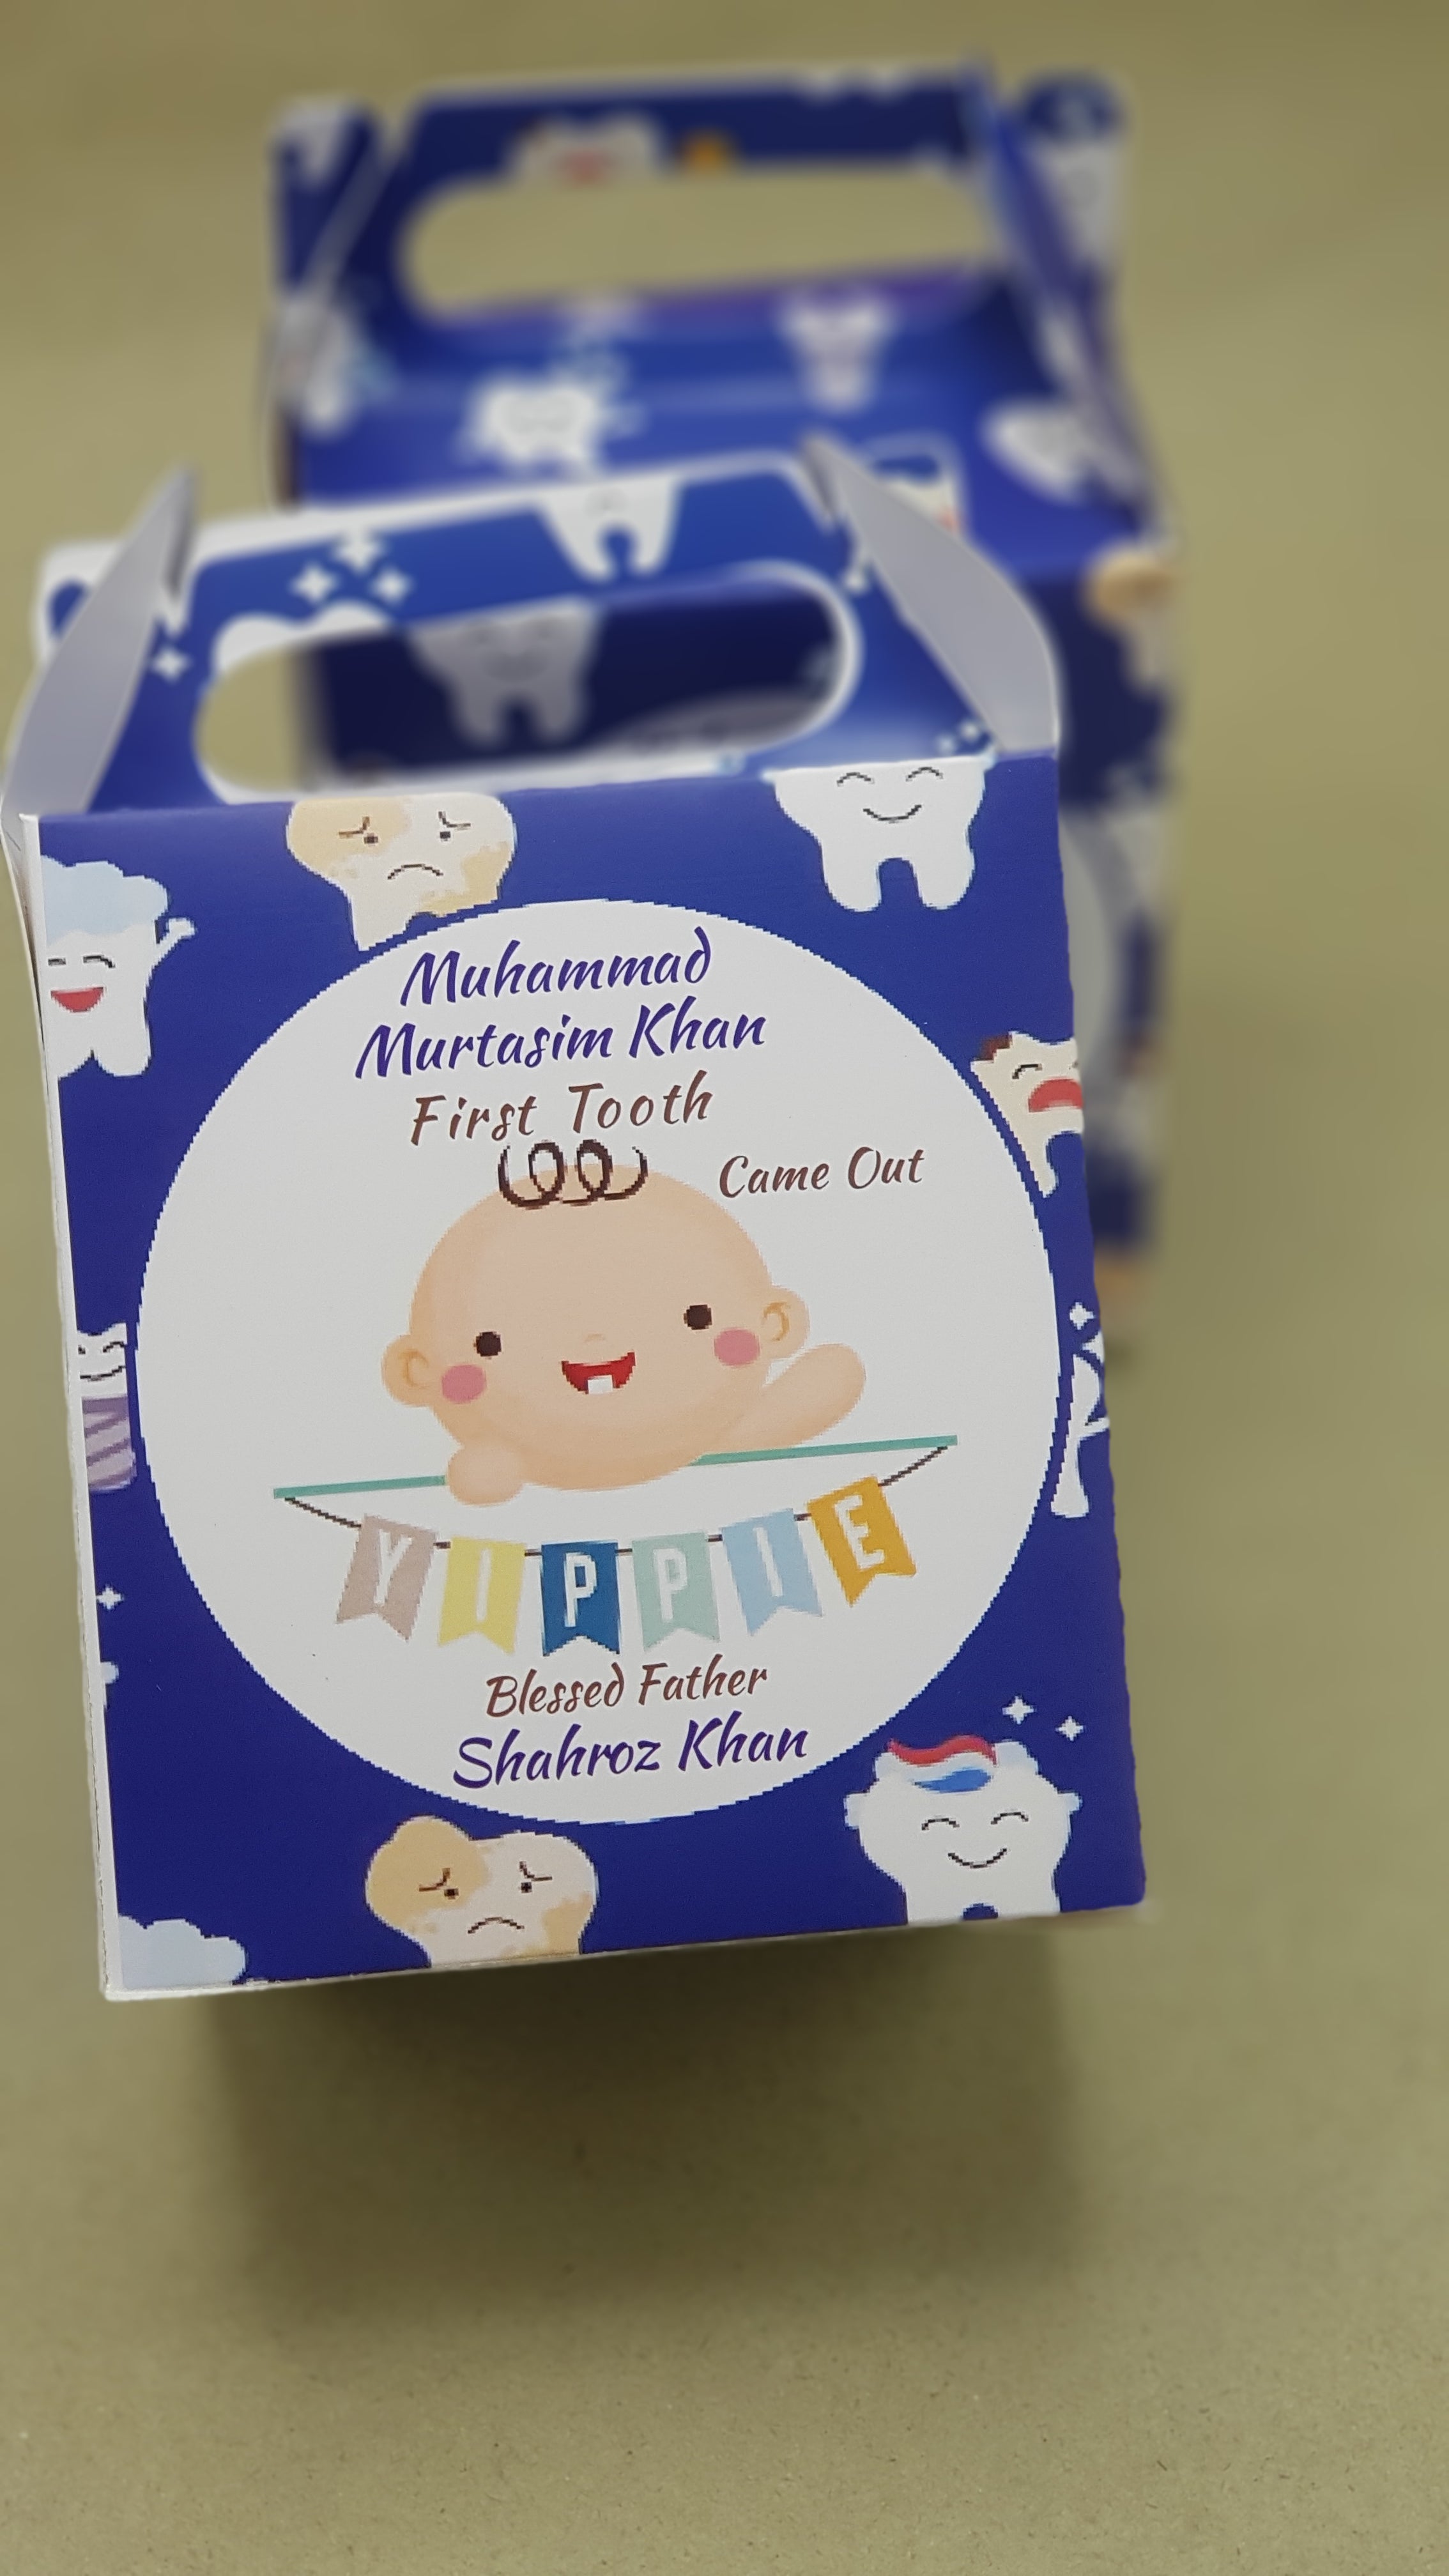 Muhammad
Murtasim Khan
First Tooth
Came Out
YIPPIE
Blessed Father
Shahroz Khan